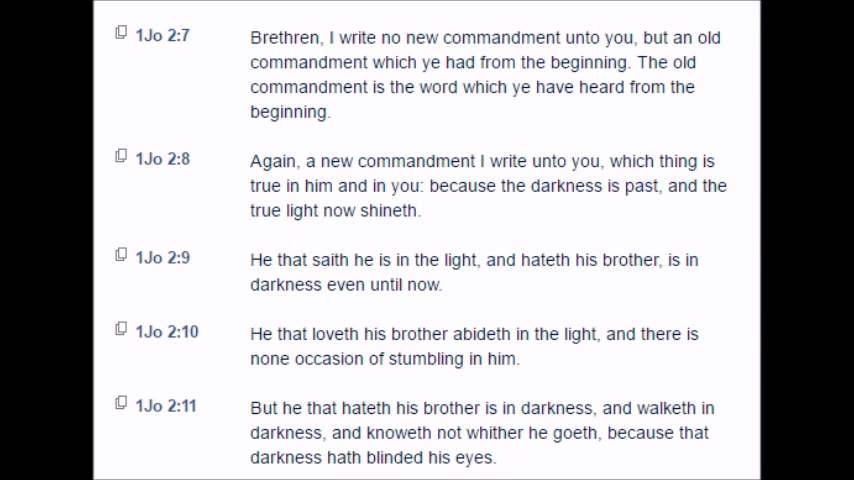 1Jo 2:7 Brethren, I write no new commandment unto you, but an old
commandment which ye had from the beginning. The old
commandment is the word which ye have heard from the
beginning.
1Jo 2:8 Again, a new commandment I write unto you, which thing is
true in him and in you: because the darkness is past, and the
true light now shineth.
1Jo 2:9 He that saith he is in the light, and hateth his brother, is in
darkness even until now.
1Jo 2:10 He that loveth his brother abideth in the light, and there is
none occasion of stumbling in him.
1Jo 2:11 But he that hateth his brother is in darkness, and walketh in
darkness, and knoweth not whither he goeth, because that
darkness hath blinded his eyes.